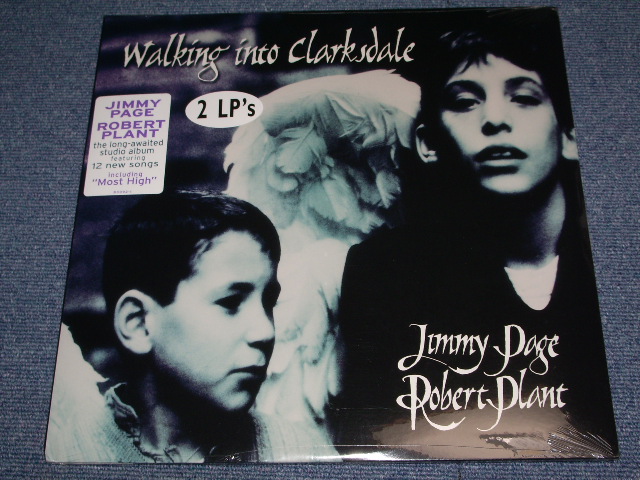 Walking into Clarksdale
2 LP's
JIMMY
PAGE
ROBERT
PLANT
the long-awaited
studio album
featuring
12 new songs
including
"Most High"
Jimmy Page
Robert Plant